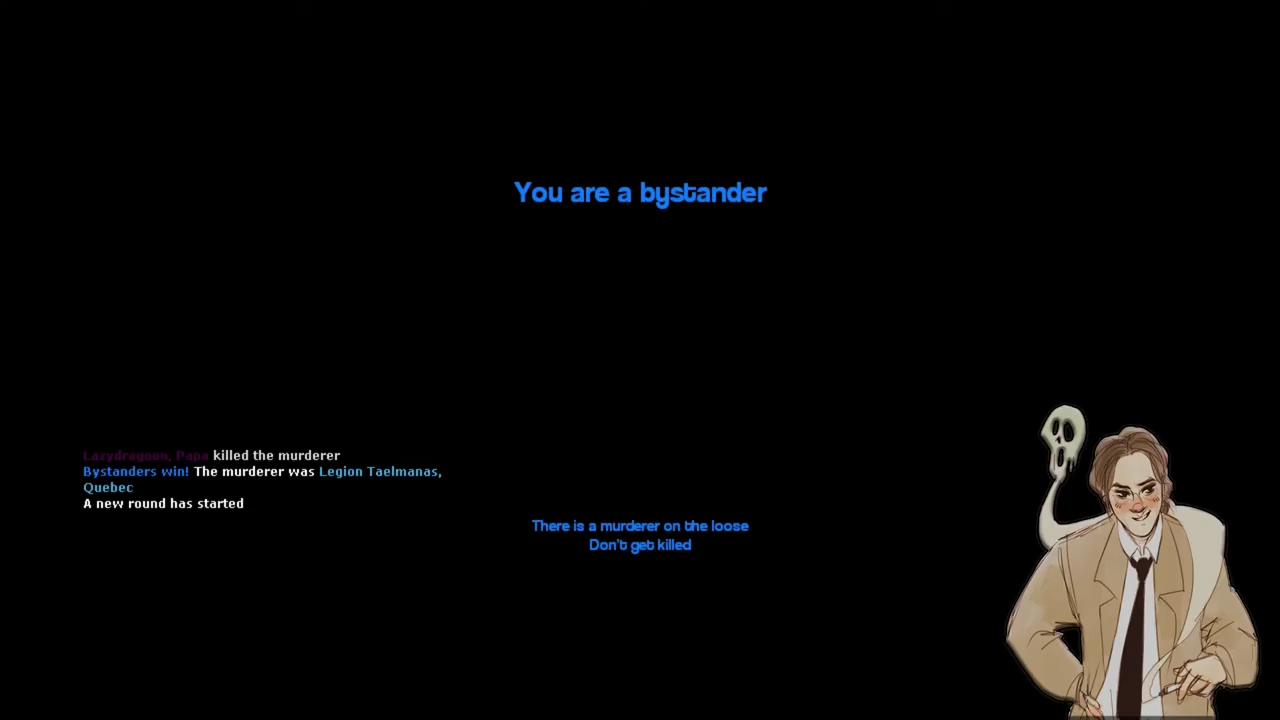 You are a bystander
Lazydragoon, Papa killed the murderer
Bystanders win! The murderer was Legion Taelmanas,
Quebec
A new round has started
There is a murderer on the loose
Don't get killed